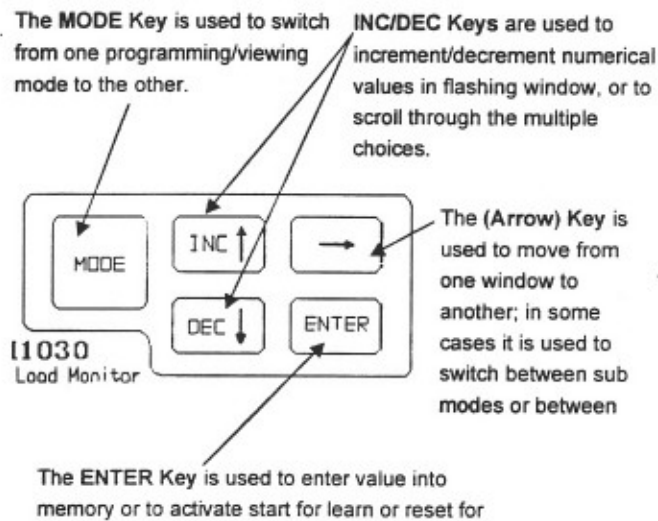 The MODE Key is used to switch
from one programming/viewing
mode to the other.
INC/DEC Keys are used to
increment/decrement numerical
values in flashing window, or to
scroll through the multiple
choices.
MODE
INC ↑
→
DEC ↓
ENTER
The (Arrow) Key is
used to move from
one window to
another; in some
cases it is used to
switch between sub
modes or between
1030
Load Monitor
The ENTER Key is used to enter value into
memory or to activate start for learn or reset for